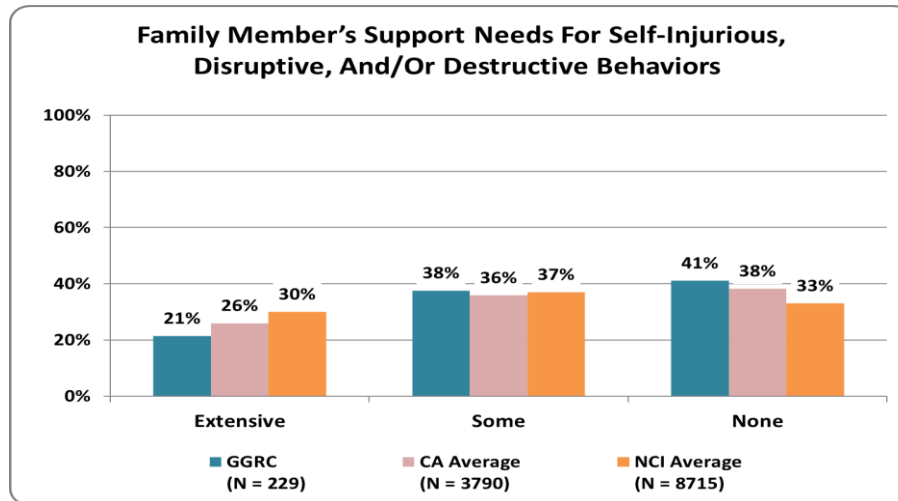 Family Member’s Support Needs For Self-Injurious,
Disruptive, And/Or Destructive Behaviors
100%
80%
60%
40%
20%
0%
21%
26%
30%
38%
36%
37%
41%
38%
33%
Extensive
Some
None
GGRC
(N = 229)
CA Average
(N = 3790)
NCI Average
(N = 8715)